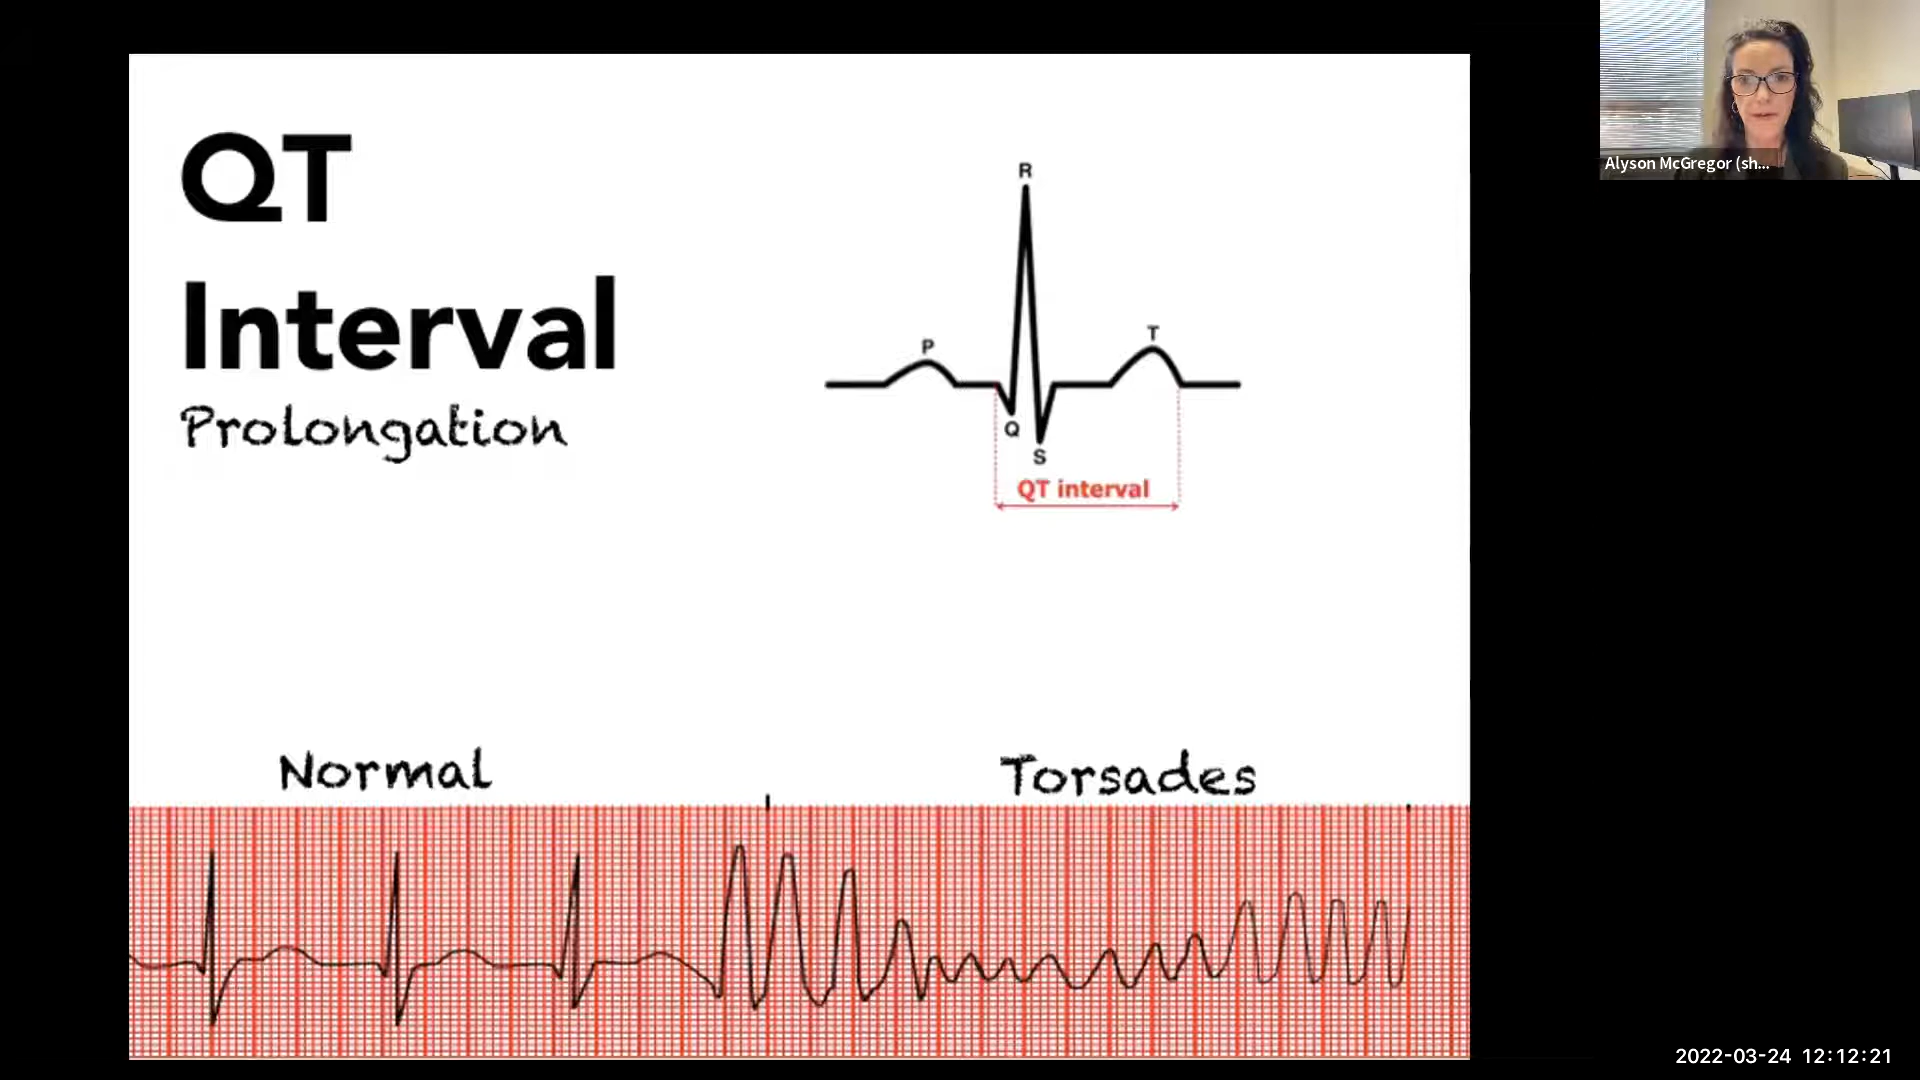 QT
Interval
Prolongation
R
P
T
Q
S
QT interval
Normal
Torsades
Alyson McGregor (sh...
2022-03-24 12:12:21